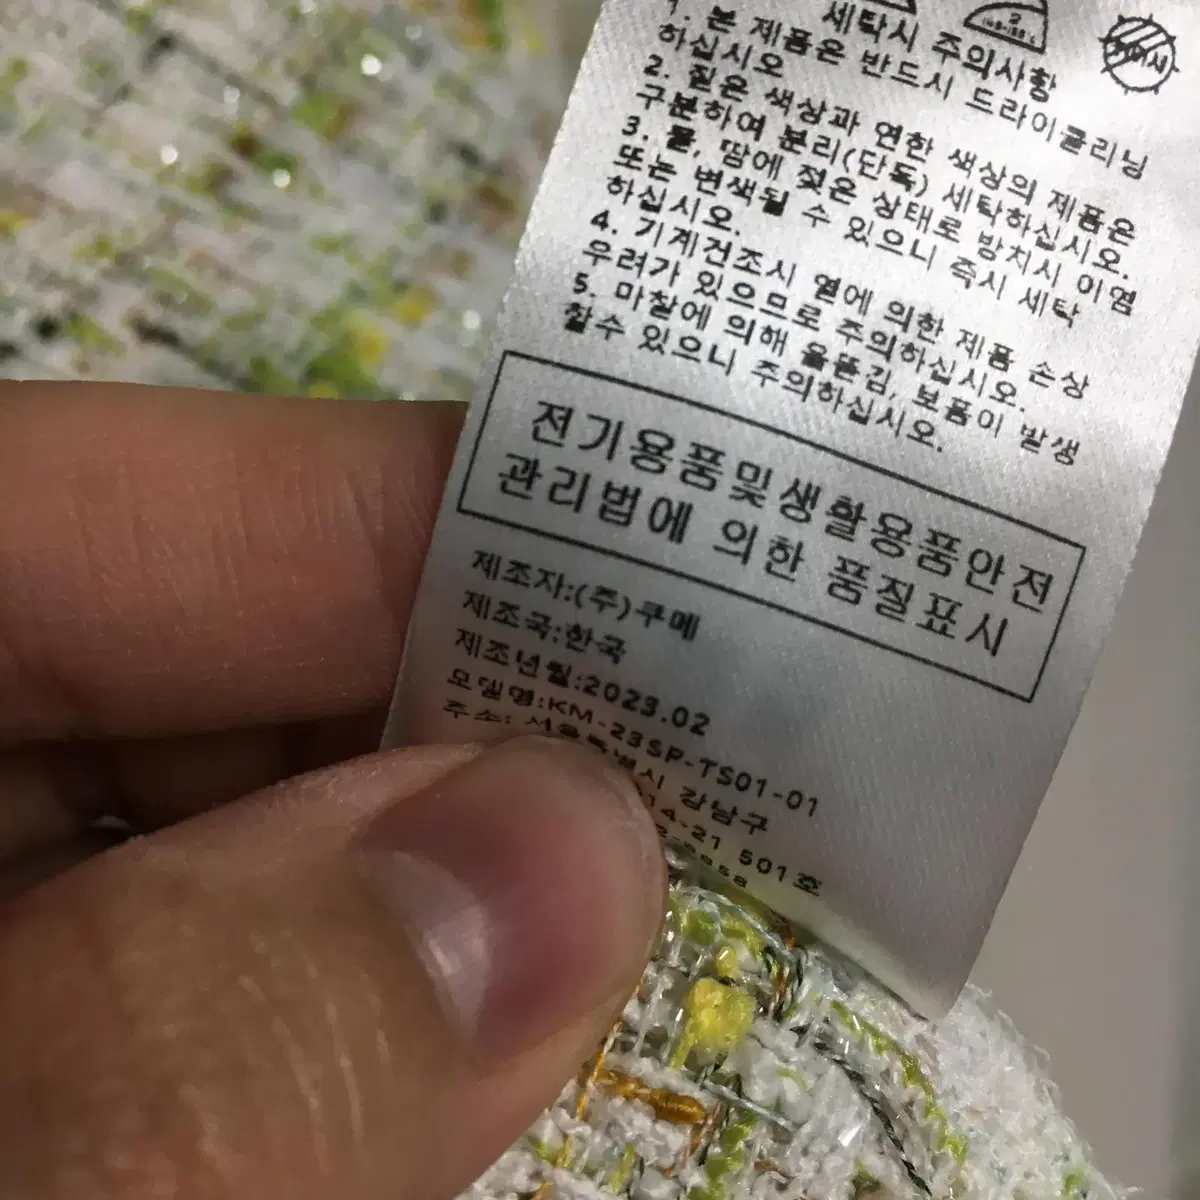 세탁시 주의사항
1. 본 제품은 반드시 드라이클리닝
하십시오
2. 짙은 색상과 연한 색상의 제품은
구분하여 분리(단독) 세탁하십시오.
3. 물, 땀에 젖은 상태로 방치시 이염
또는 변색될 수 있으니 즉시 세탁
하십시오.
4. 기계건조시 열에 의한 제품 손상
우려가 있으므로 주의하십시오.
5. 마찰에 의해 올뜯김, 보풀이 발생
할수 있으니 주의하십시오.
전기용품및생활용품안전
관리법에 의한 품질표시
제조자:(주)쿠메
제조국:한국
제조년월:2023.02
모델명:KM-23SP-TS01-01
주소: 서울특별시 강남구
14-21 501호